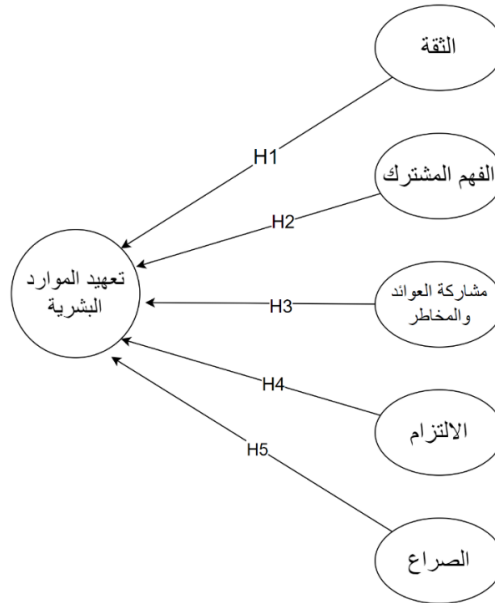 الثقة
H1
الفهم المشترك
H2
تعهيد الموارد
البشرية
مشاركة العوائد
والمخاطر
H3
H4
الالتزام
H5
الصراع